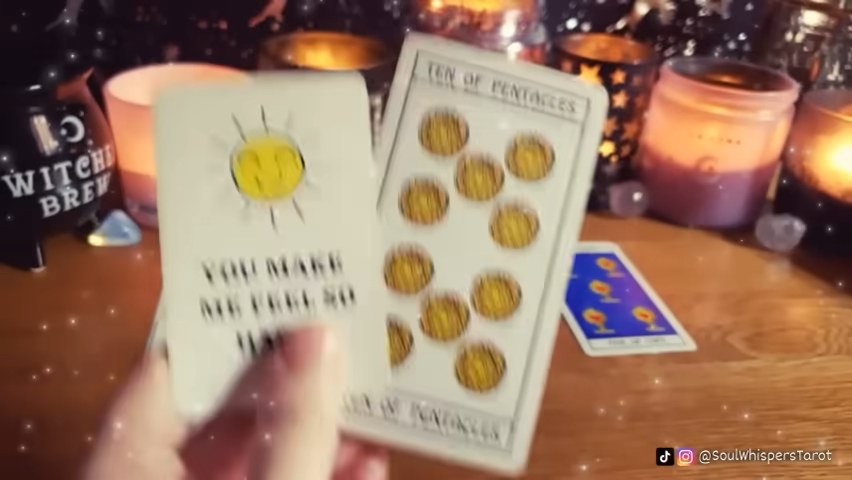 TEN OF PENTACLES
WITCHES
BREW
YOU MAKE
ME FEEL SO
TEN OF PENTACLES
@SoulWhispersTarot